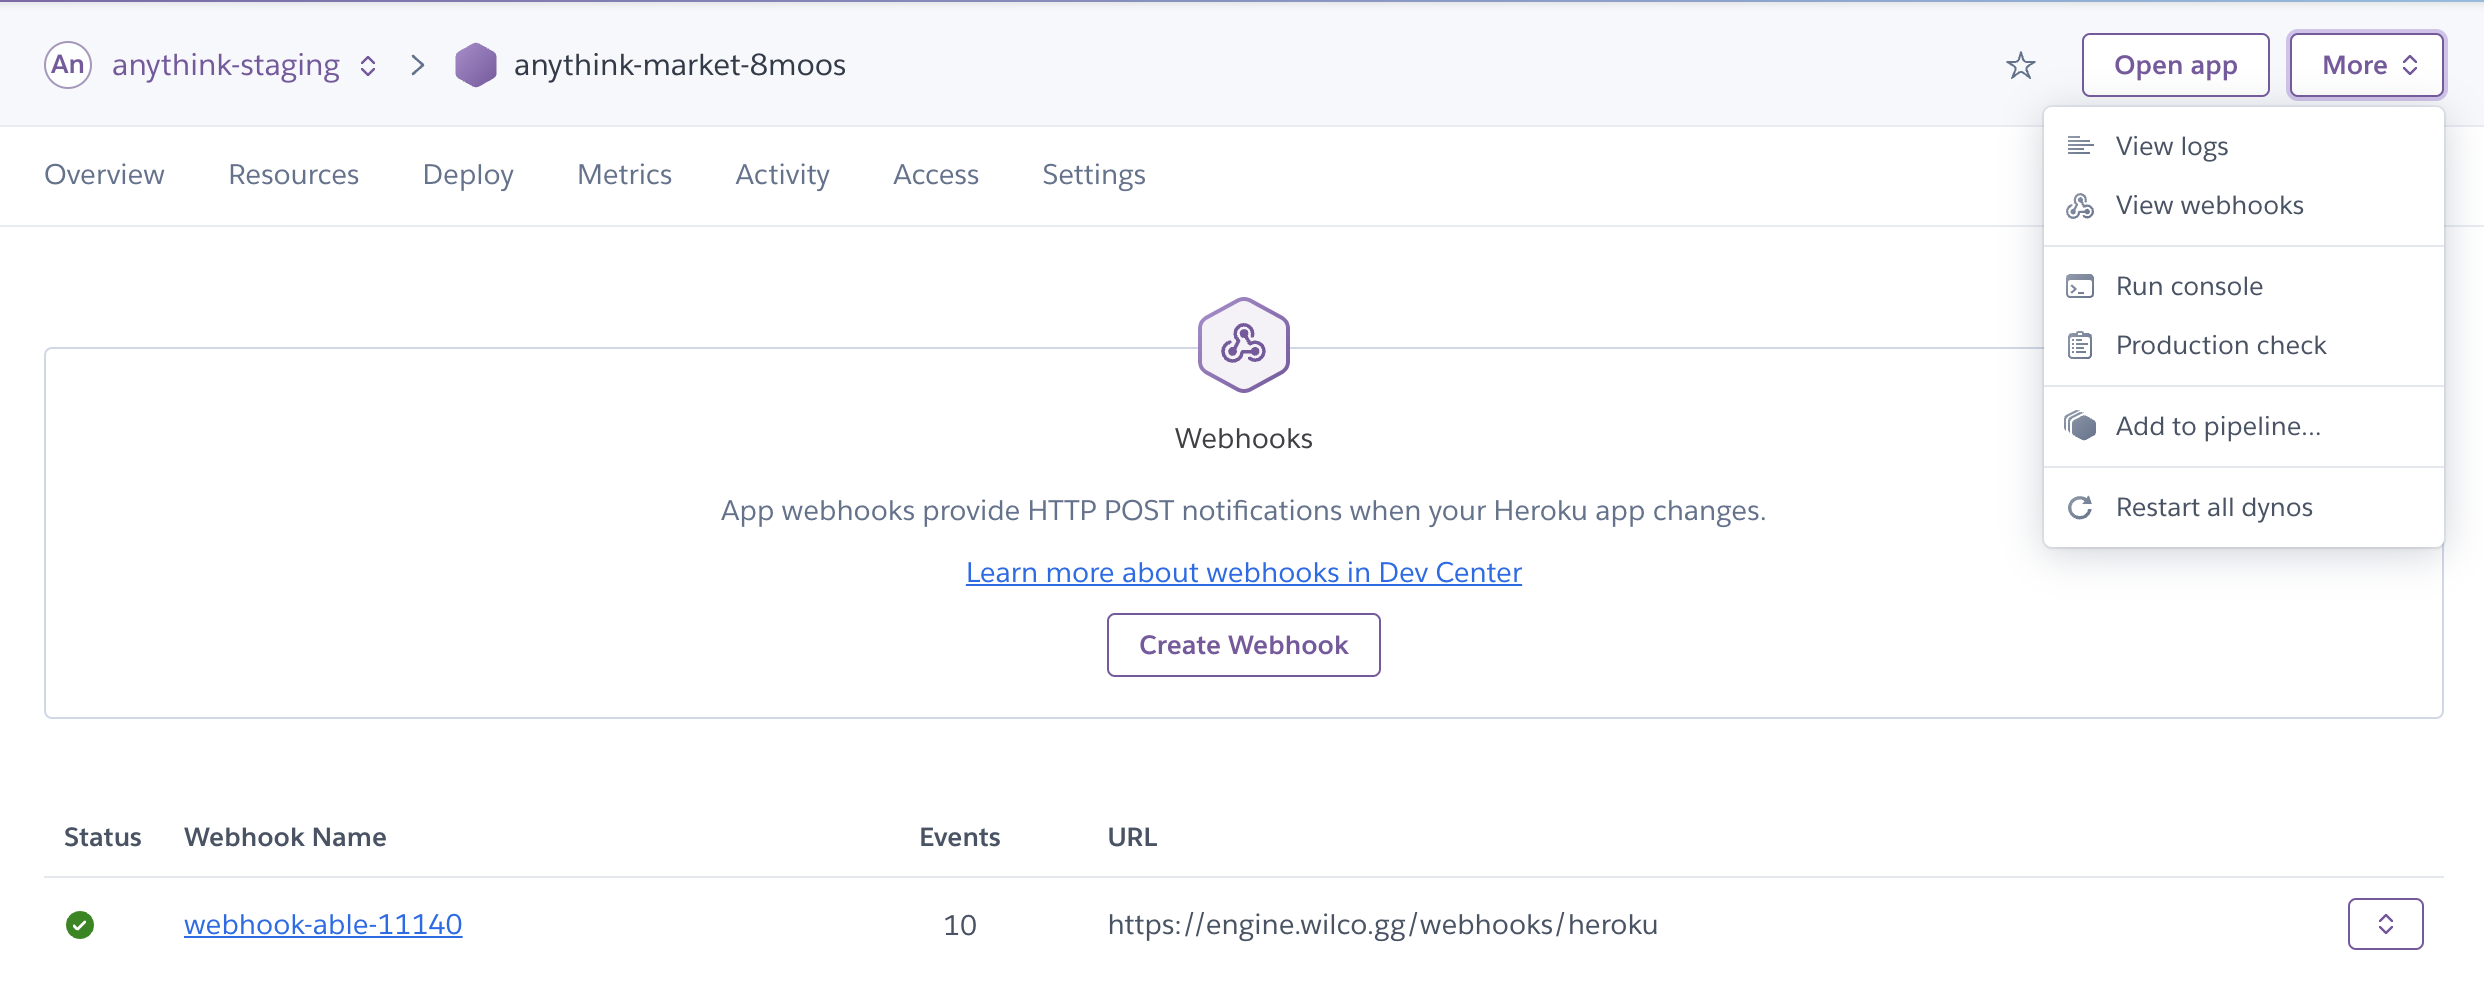 An anythink-staging anythink-market-8moos Open app More
View logs
View webhooks
Run console
Production check
Add to pipeline...
Restart all dynos
Overview Resources Deploy Metrics Activity Access Settings
Webhooks
App webhooks provide HTTP POST notifications when your Heroku app changes.
Learn more about webhooks in Dev Center
Create Webhook
Status Webhook Name Events URL
webhook-able-11140 10 https://engine.wilco.gg/webhooks/heroku